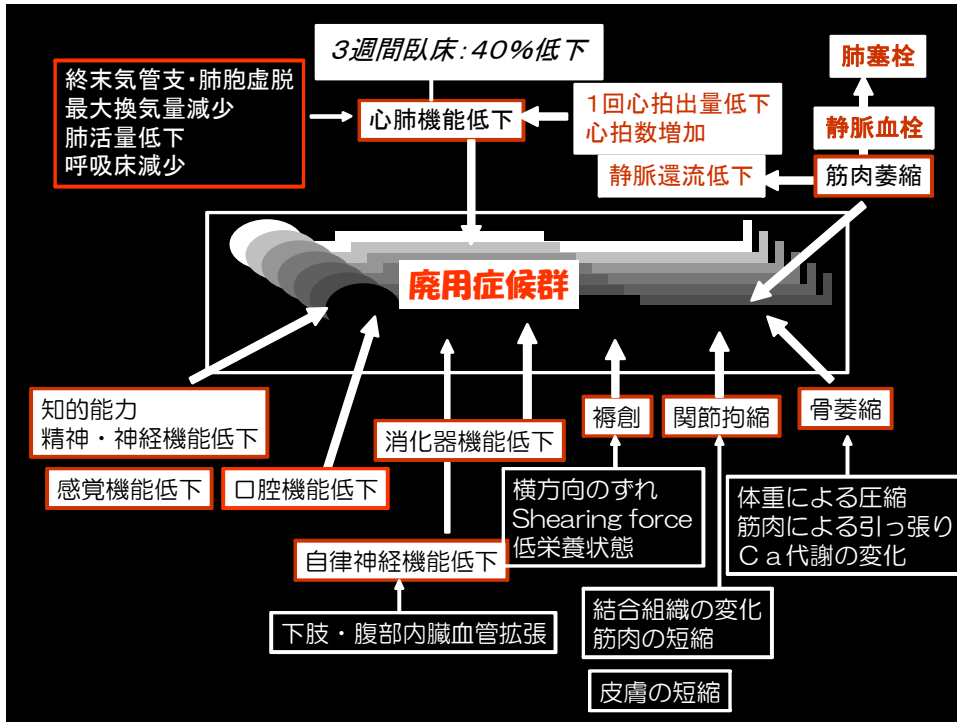 3週間臥床：40%低下
終末気管支・肺胞虚脱
最大換気量減少
肺活量低下
呼吸床減少
心肺機能低下
1回心拍出量低下
心拍数増加
静脈還流低下
肺塞栓
静脈血栓
筋肉萎縮
廃用症候群
知的能力
精神・神経機能低下
感覚機能低下
口腔機能低下
消化器機能低下
自律神経機能低下
下肢・腹部内臓血管拡張
褥創
横方向のずれ
Shearing force
低栄養状態
関節拘縮
結合組織の変化
筋肉の短縮
皮膚の短縮
骨萎縮
体重による圧縮
筋肉による引っ張り
Ｃａ代謝の変化